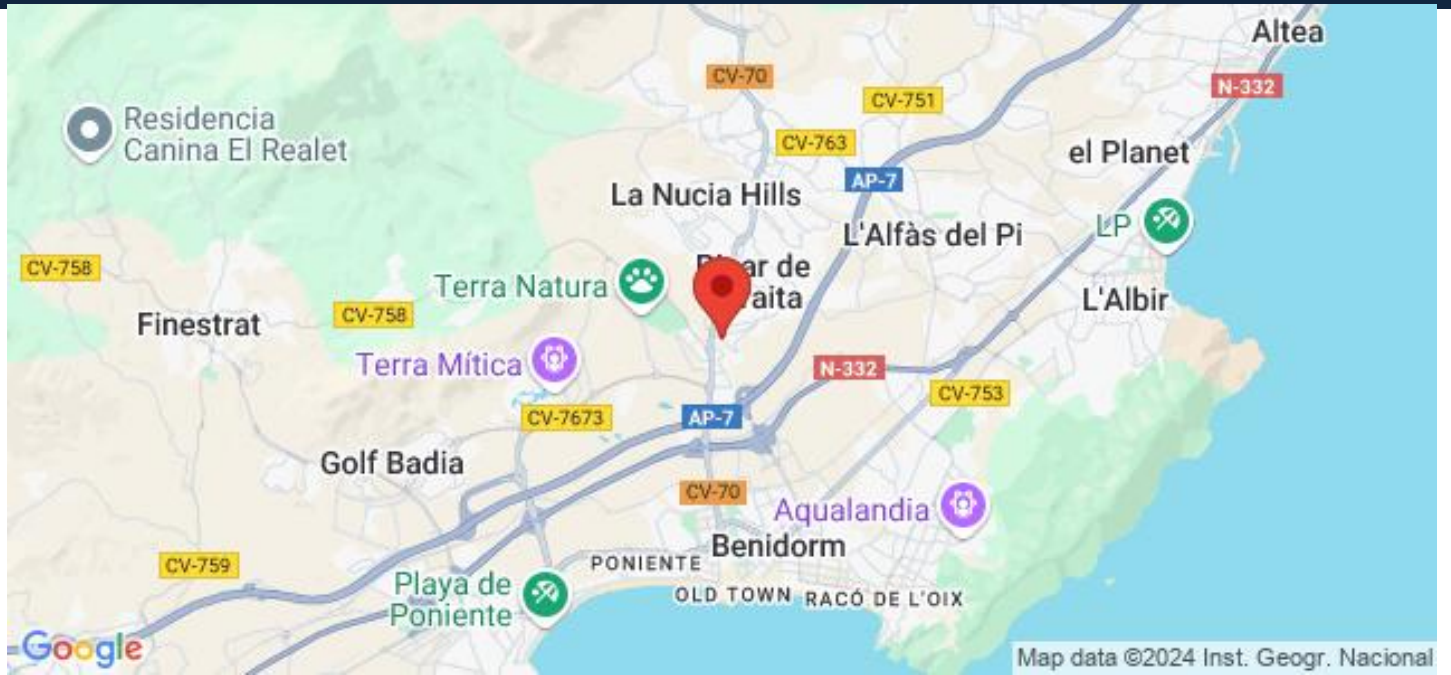 Altea
CV-70
N-332
CV-751
Residencia
Canina El Realet
CV-763
el Planet
AP-7
La Nucia Hills
LP
L'Alfàs del Pi
CV-758
Terra Natura
ar de
aita
L'Albir
Finestrat
CV-758
Terra Mítica
N-332
CV-753
CV-7673
AP-7
Golf Badia
CV-70
Aqualandia
Benidorm
CV-759
PONIENTE
Playa de
Poniente
OLD TOWN
RACÓ DE L'OIX
Google
Map data ©2024 Inst. Geogr. Nacional